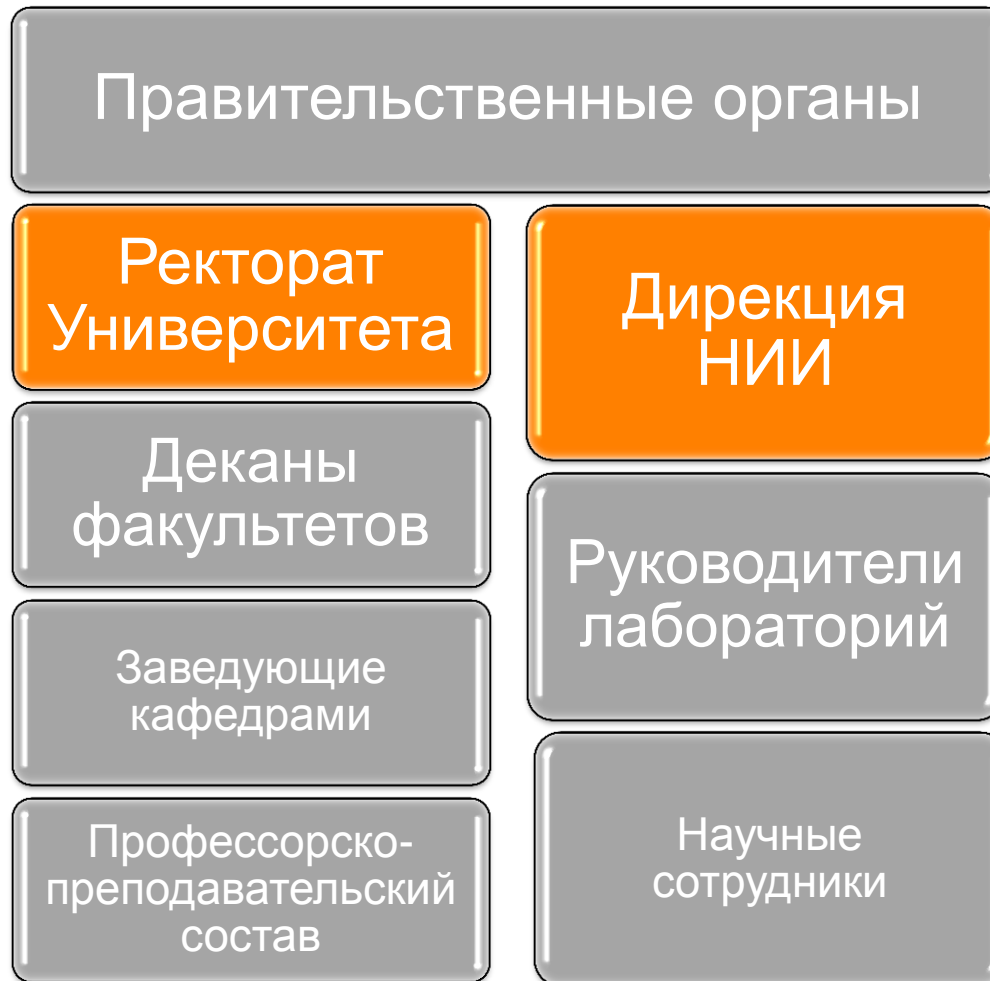 Правительственные органы
Ректорат
Университета
Деканы
факультетов
Заведующие
кафедрами
Профессорско-
преподавательский
состав
Дирекция
НИИ
Руководители
лабораторий
Научные
сотрудники